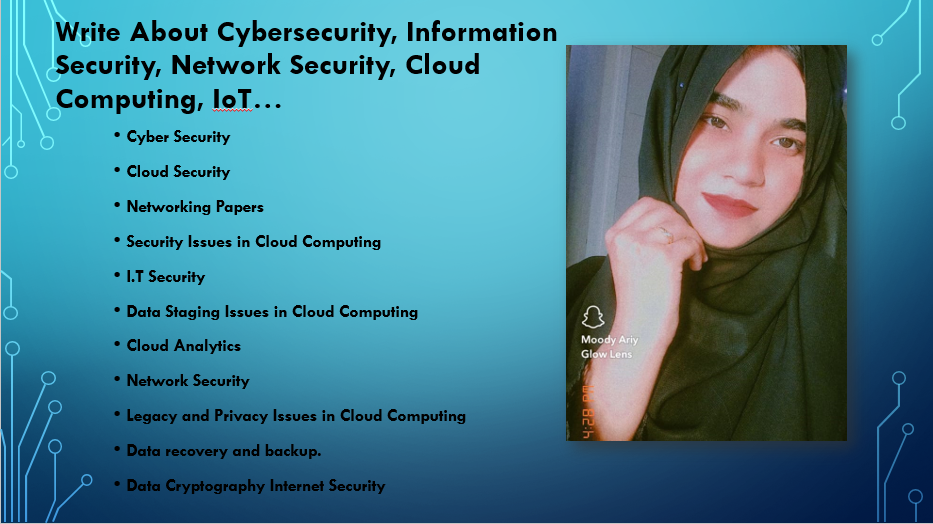 Write About Cybersecurity, Information
Security, Network Security, Cloud
Computing, IoT...
• Cyber Security
• Cloud Security
• Networking Papers
• Security Issues in Cloud Computing
• I.T Security
• Data Staging Issues in Cloud Computing
• Cloud Analytics
• Network Security
• Legacy and Privacy Issues in Cloud Computing
• Data recovery and backup.
• Data Cryptography Internet Security
Moody Ariy
Glow Lens